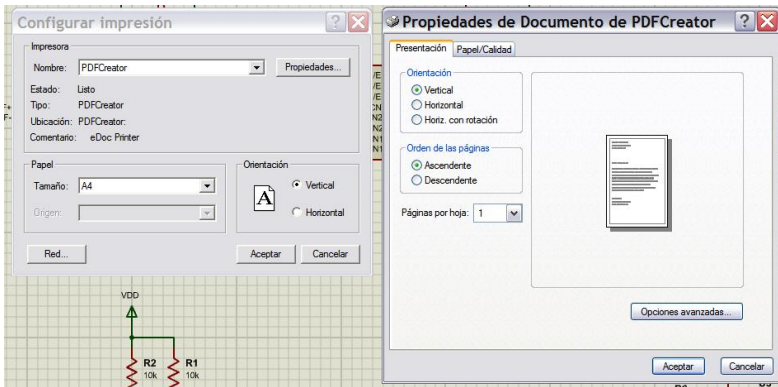 Configurar impresión
Impresora
Nombre: PDFCreator Propiedades...
Estado: Listo
Tipo: PDFCreator
Ubicación: PDFCreator:
Comentario: eDoc Printer
Papel
Tamaño: A4
Origen:
Orientación
A
Vertical
Horizontal
Red... Aceptar Cancelar
VDD
R2 R1
10k 10k
Propiedades de Documento de PDFCreator
Presentación Papel/Calidad
Orientación
Vertical
Horizontal
Horiz. con rotación
Orden de las páginas
Ascendente
Descendente
Páginas por hoja: 1
Opciones avanzadas...
Aceptar Cancelar